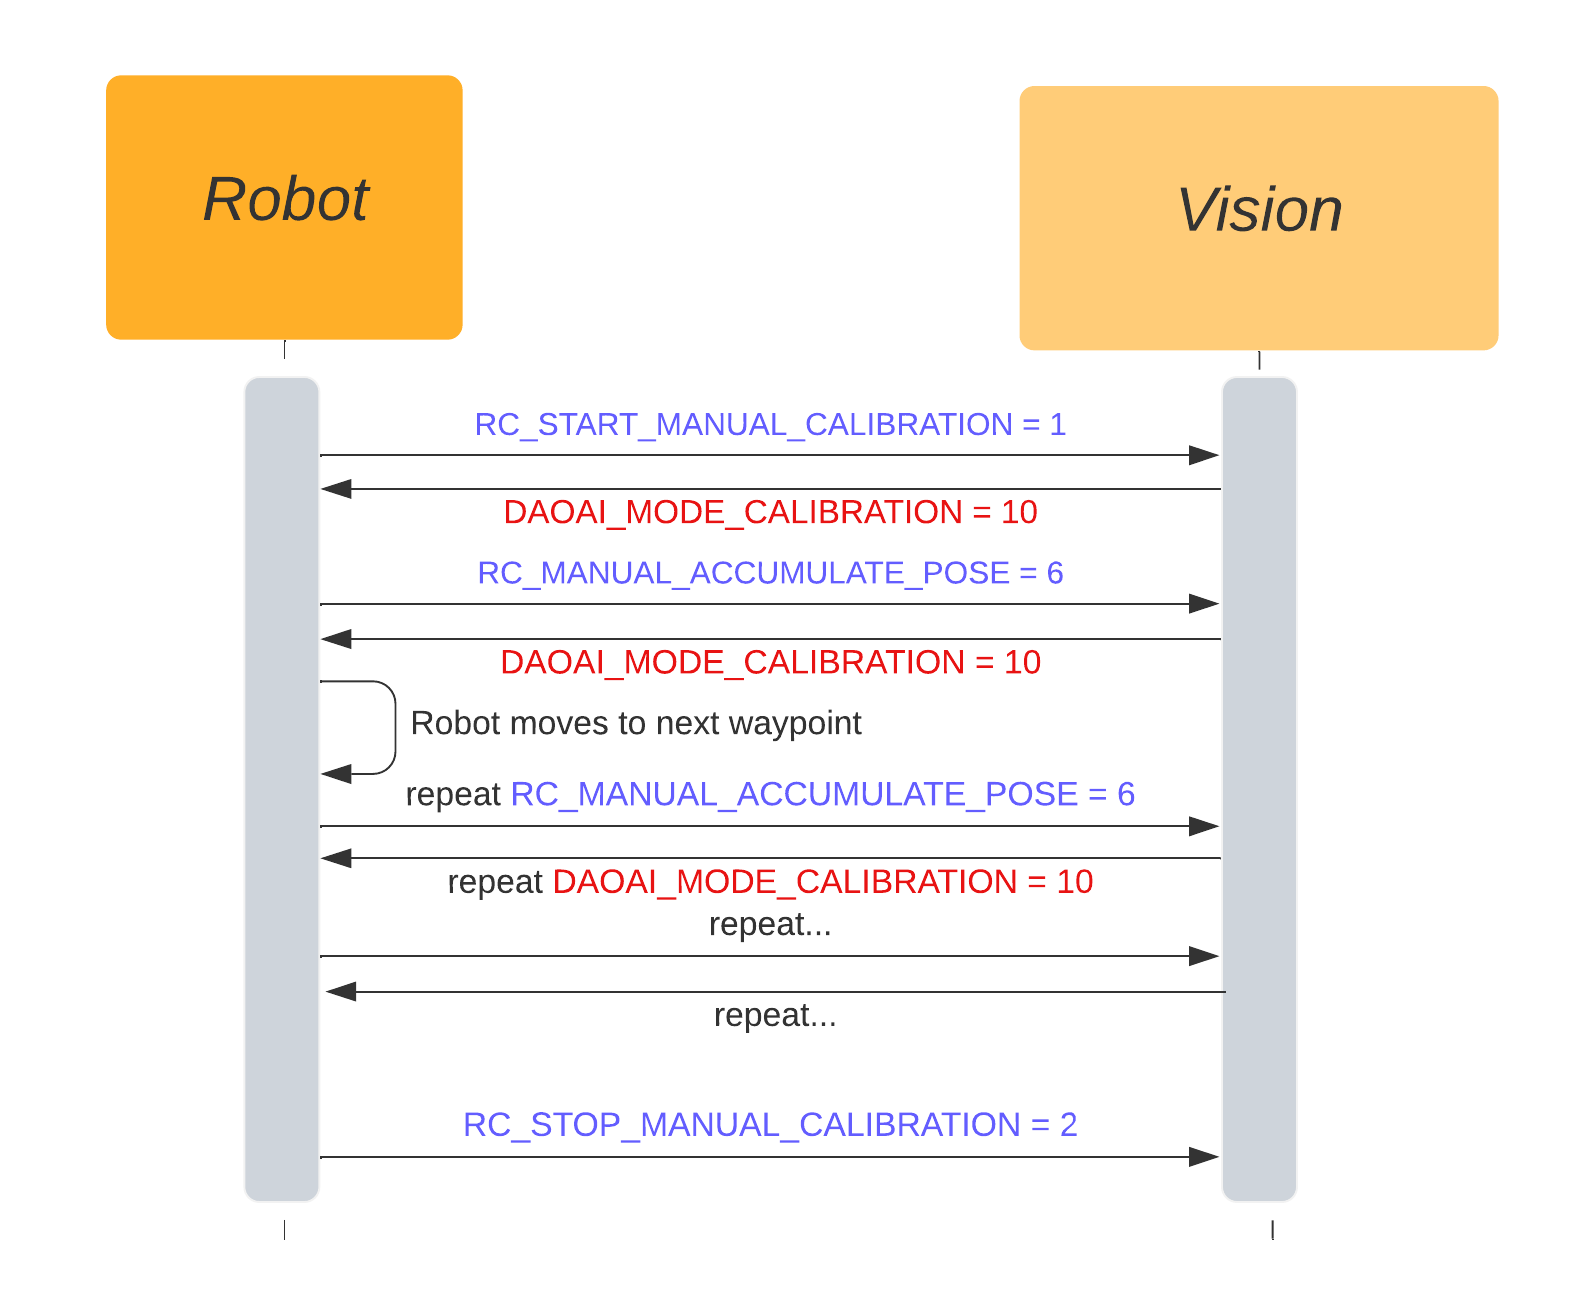 Robot
Vision
RC_START_MANUAL_CALIBRATION = 1
DAOAI_MODE_CALIBRATION = 10
RC_MANUAL_ACCUMULATE_POSE = 6
DAOAI_MODE_CALIBRATION = 10
Robot moves to next waypoint
repeat RC_MANUAL_ACCUMULATE_POSE = 6
repeat DAOAI_MODE_CALIBRATION = 10
repeat...
repeat...
RC_STOP_MANUAL_CALIBRATION = 2